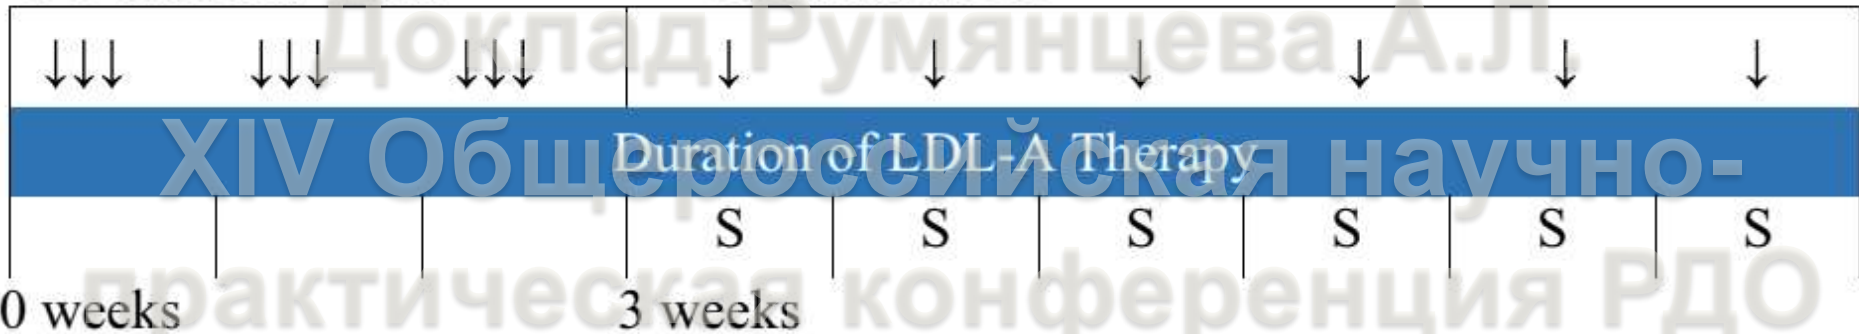 ↓↓↓ ↓↓↓ ↓↓↓ ↓ ↓ ↓ ↓ ↓ ↓
Доклад Румянцева А.Л.
Duration of LDL-A Therapy
XIV Общероссийская научно-
S S S S S S
практическая конференция РДО
0 weeks 3 weeks